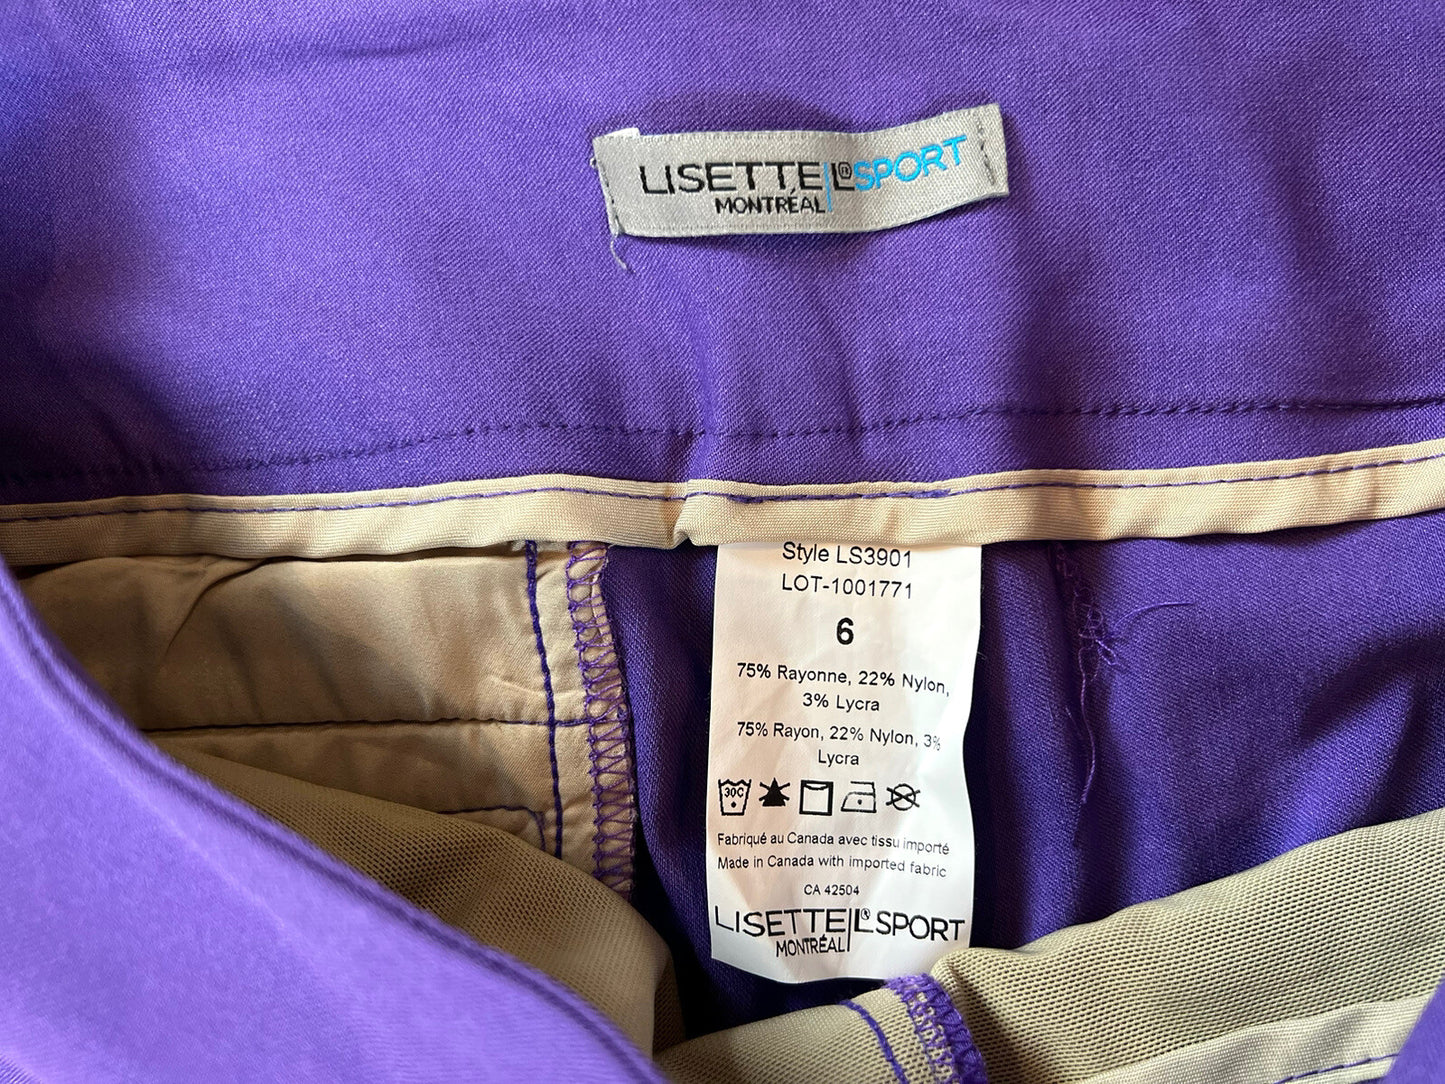 LISETTE L® SPORT
MONTRÉAL
Style LS3901
LOT-1001771
6
75% Rayonne, 22% Nylon,
3% Lycra
75% Rayon, 22% Nylon, 3%
Lycra
30C
Fabriqué au Canada avec tissu importé
Made in Canada with imported fabric
CA 42504
LISETTE L® SPORT
MONTRÉAL